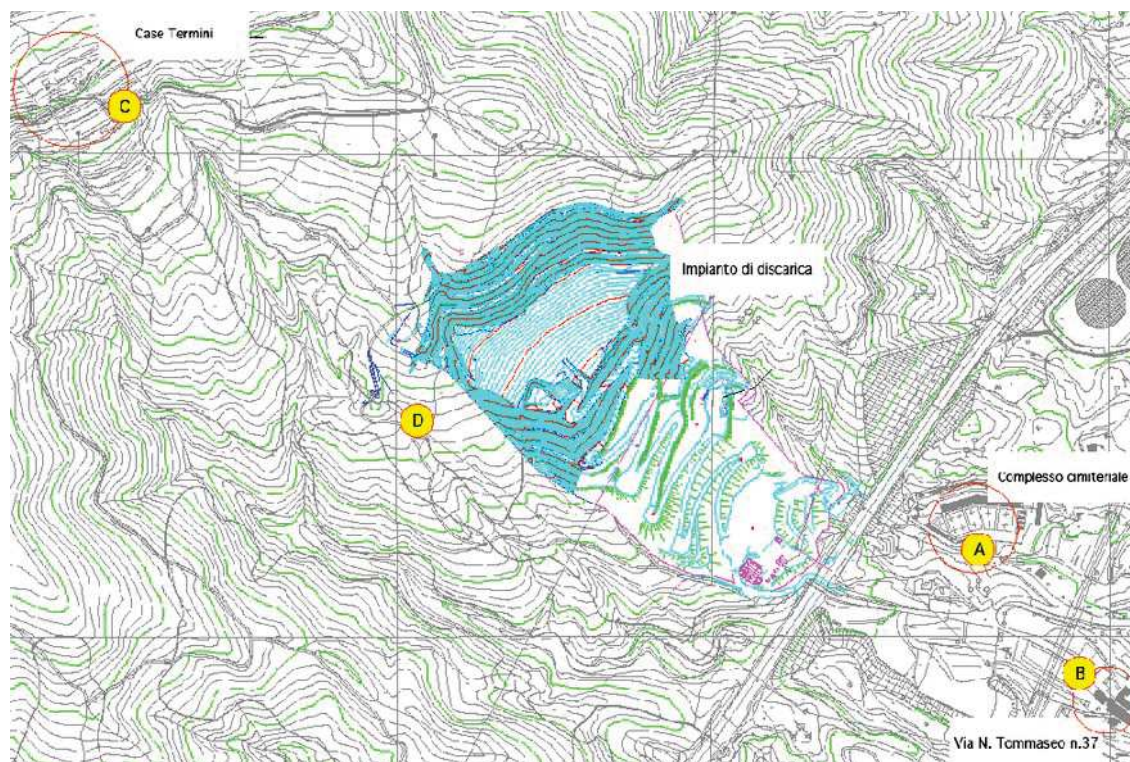 Case Termini
C
Impianto di discarica
D
Complesso cimiteriale
A
B
Via N. Tommaseo n.37